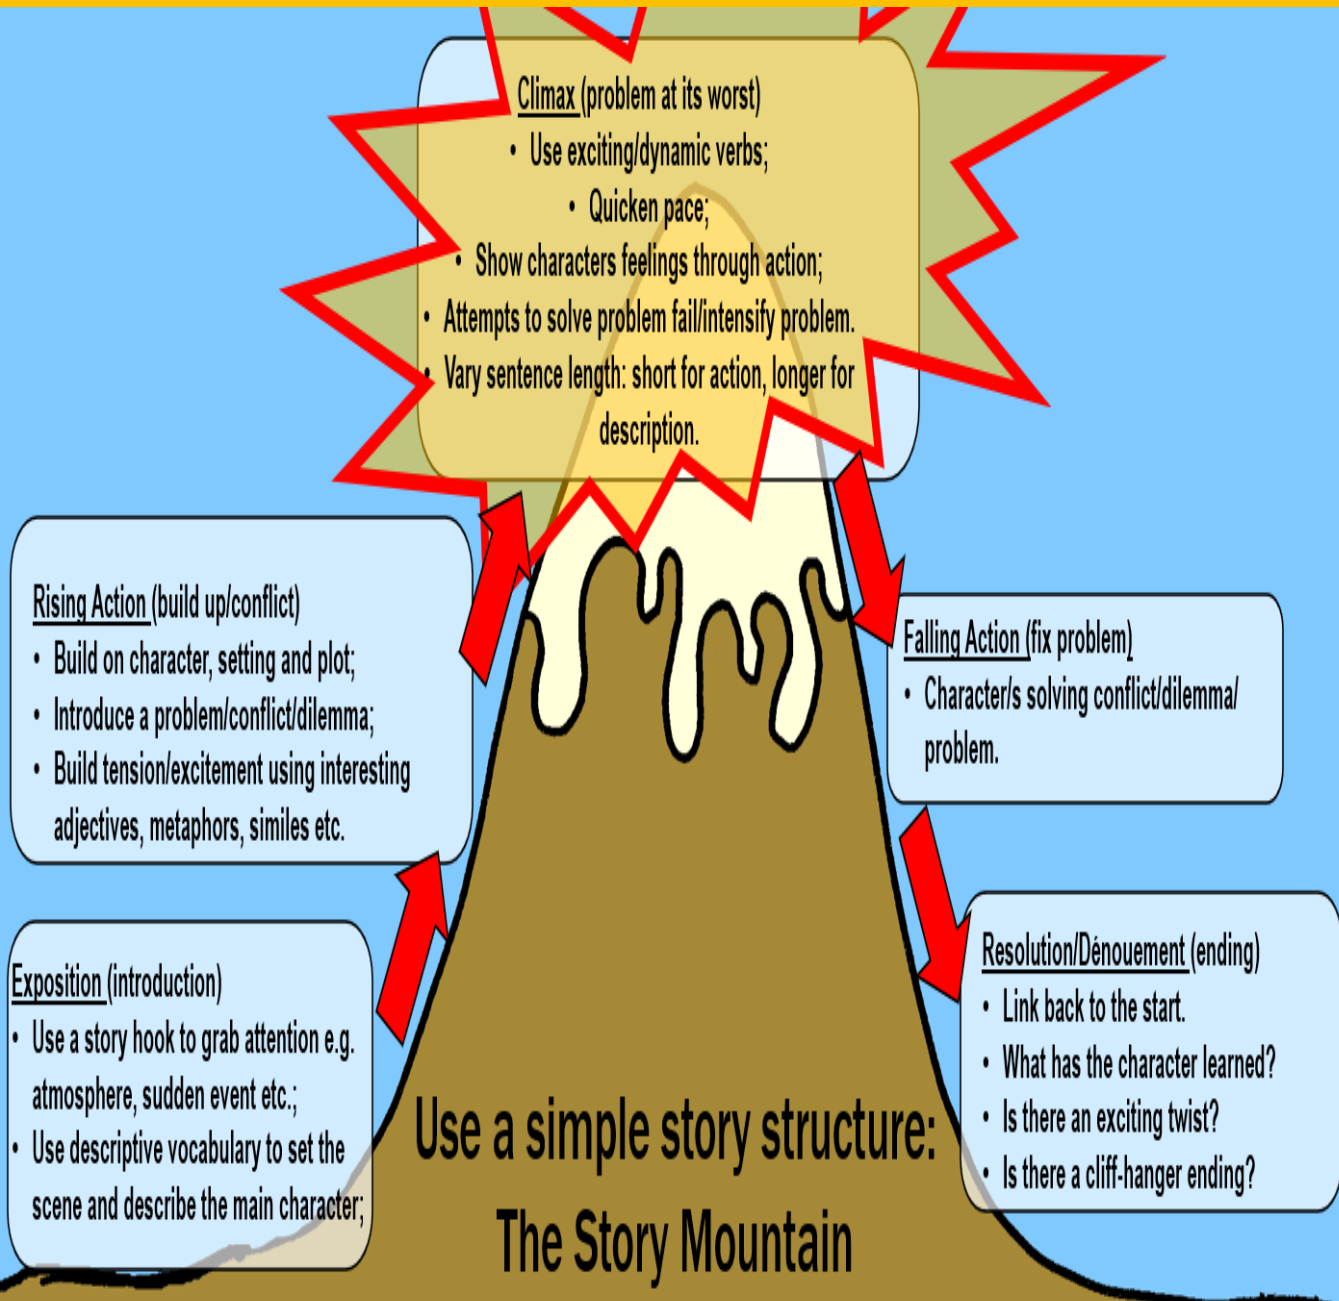 Climax (problem at its worst)
• Use exciting/dynamic verbs;
• Quicken pace;
• Show characters feelings through action;
• Attempts to solve problem fail/intensify problem.
• Vary sentence length: short for action, longer for
description.
Rising Action (build up/conflict)
• Build on character, setting and plot;
• Introduce a problem/conflict/dilemma;
• Build tension/excitement using interesting
adjectives, metaphors, similes etc.
Exposition (introduction)
• Use a story hook to grab attention e.g.
atmosphere, sudden event etc.;
• Use descriptive vocabulary to set the
scene and describe the main character;
Falling Action (fix problem)
• Character/s solving conflict/dilemma/
problem.
Resolution/Dénouement (ending)
• Link back to the start.
• What has the character learned?
• Is there an exciting twist?
• Is there a cliff-hanger ending?
Use a simple story structure:
The Story Mountain